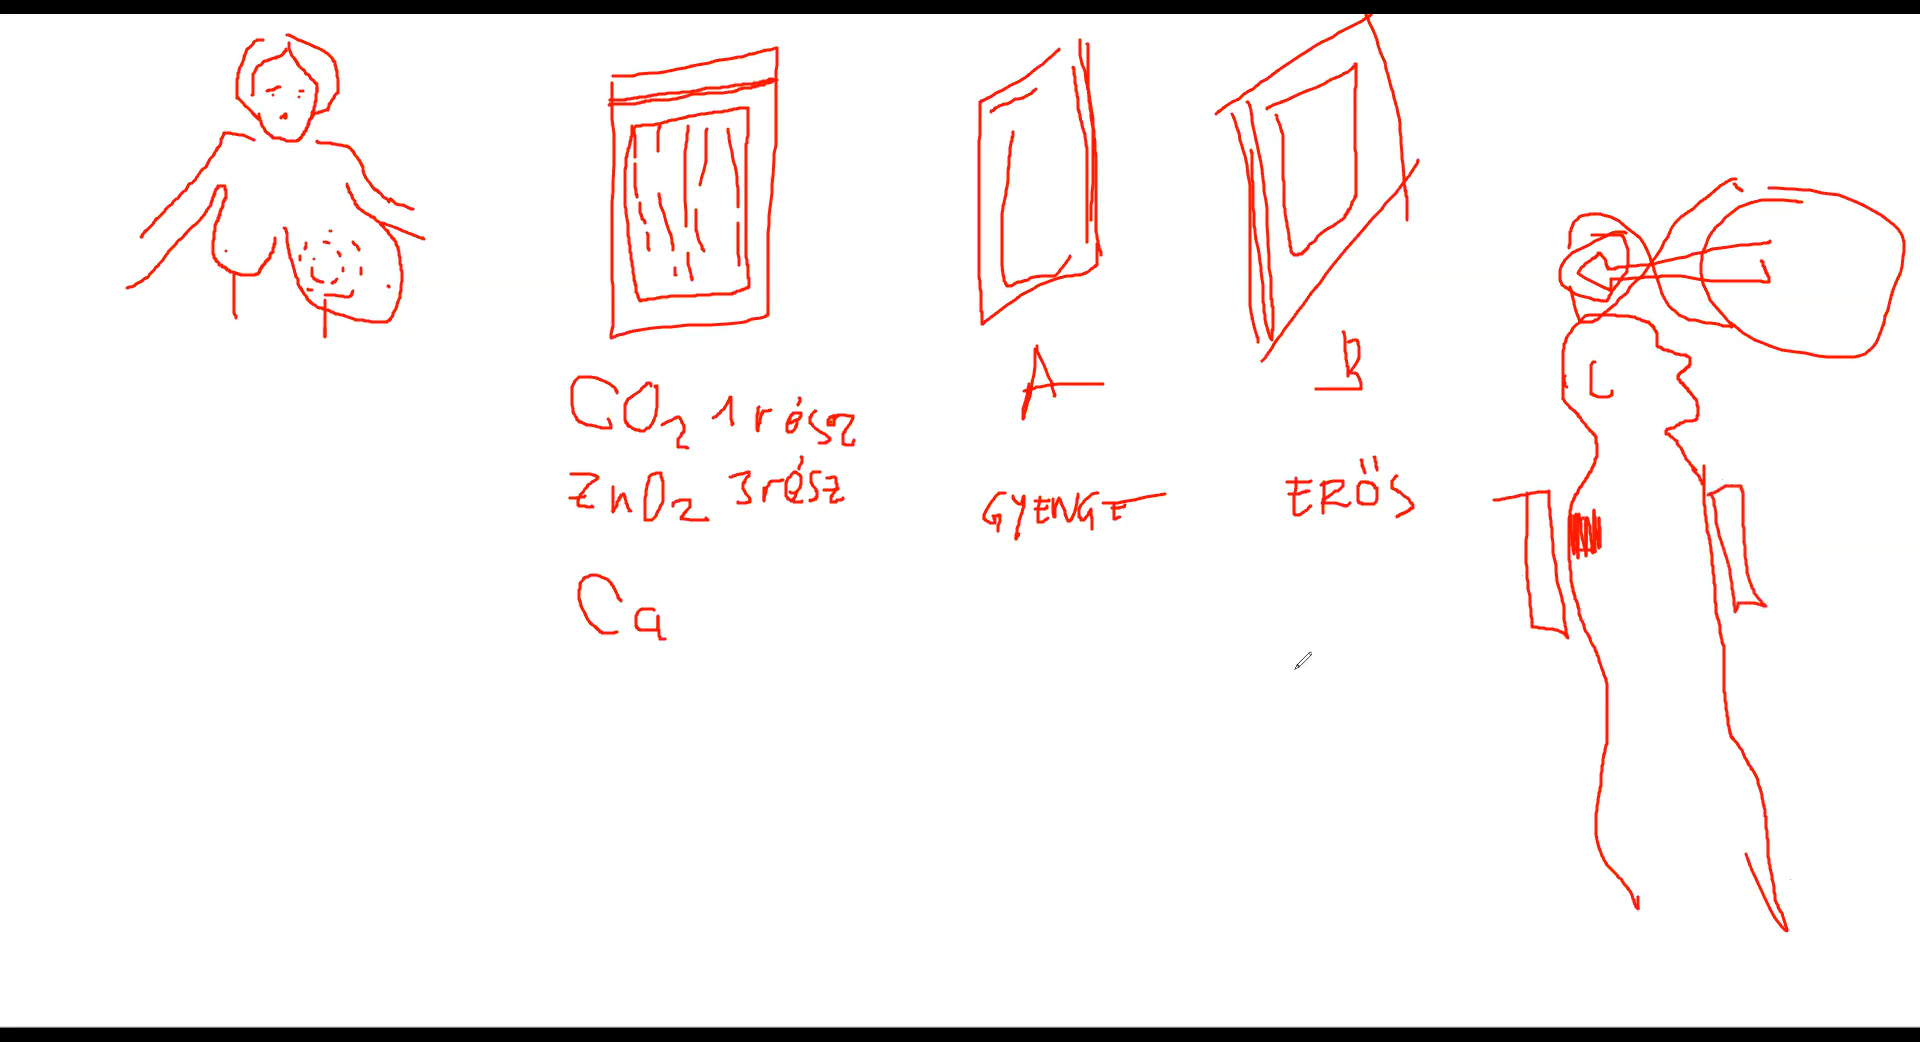 CO2 1 rész
ZnO2 3 rész
Ca
A
GYENGE
B
ERŐS